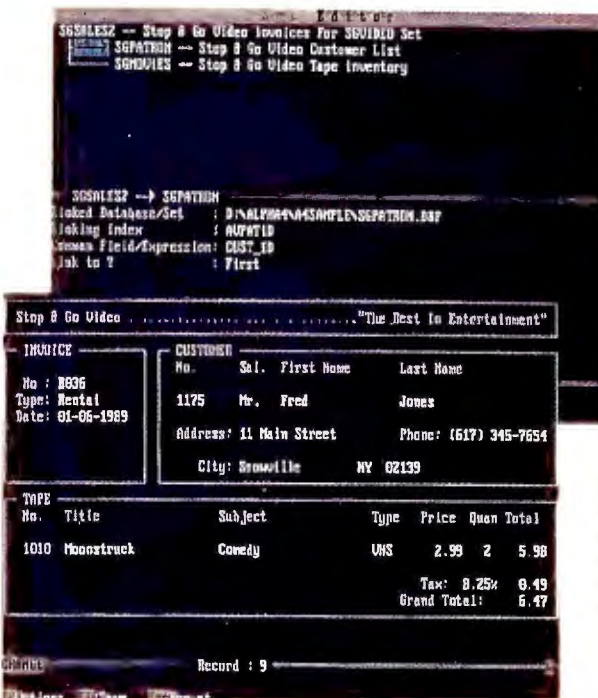 Set Editor
SGSALES2 -- Stop & Go Video Invoices For SGVIDEO Set
SGPATRON -- Stop & Go Video Customer List
SGMOVIES -- Stop & Go Video Tape Inventory
SGSALES2 --> SGPATRON
Linked Database/Set : D:\ALPHA4\A4SAMPLE\SGPATRON.DBF
Linking Index : AVPATID
Common Field/Expression: CUST_ID
Link to ? : First
Stop & Go Video "The Best In Entertainment"
INVOICE
No : B036
Type: Rental
Date: 01-06-1989
CUSTOMER
No. Sal. First Name Last Name
1175 Mr. Fred Jones
Address: 11 Main Street Phone: (617) 345-7654
City: Snowville NY 02139
TAPE
No. Title Subject Type Price Quan Total
1010 Moonstruck Comedy VHS 2.99 2 5.98
Tax: 8.25% 0.49
Grand Total: 6.47
CHANGE Record : 9